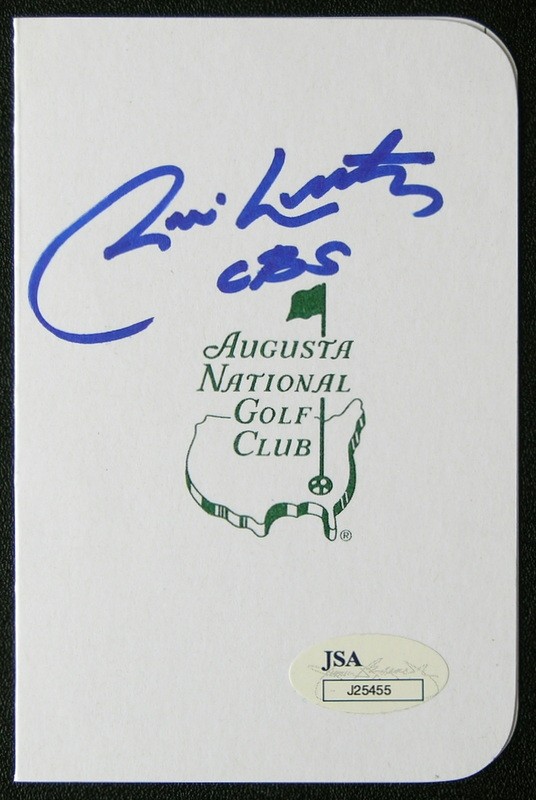 CBS
AUGUSTA
NATIONAL
GOLF
CLUB
®
JSA
J25455